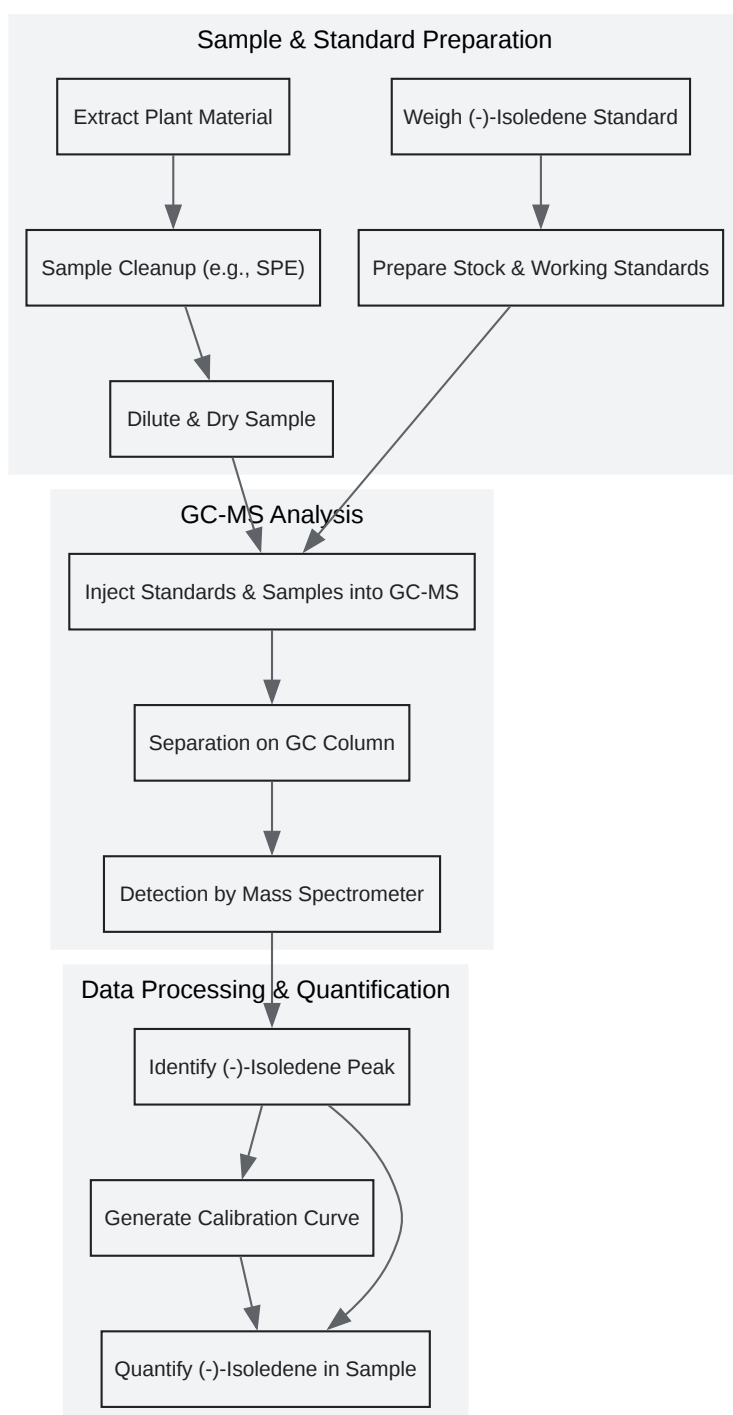 Sample & Standard Preparation
Extract Plant Material
Weigh (-)-Isoledene Standard
Sample Cleanup (e.g., SPE)
Prepare Stock & Working Standards
Dilute & Dry Sample
GC-MS Analysis
Inject Standards & Samples into GC-MS
Separation on GC Column
Detection by Mass Spectrometer
Data Processing & Quantification
Identify (-)-Isoledene Peak
Generate Calibration Curve
Quantify (-)-Isoledene in Sample